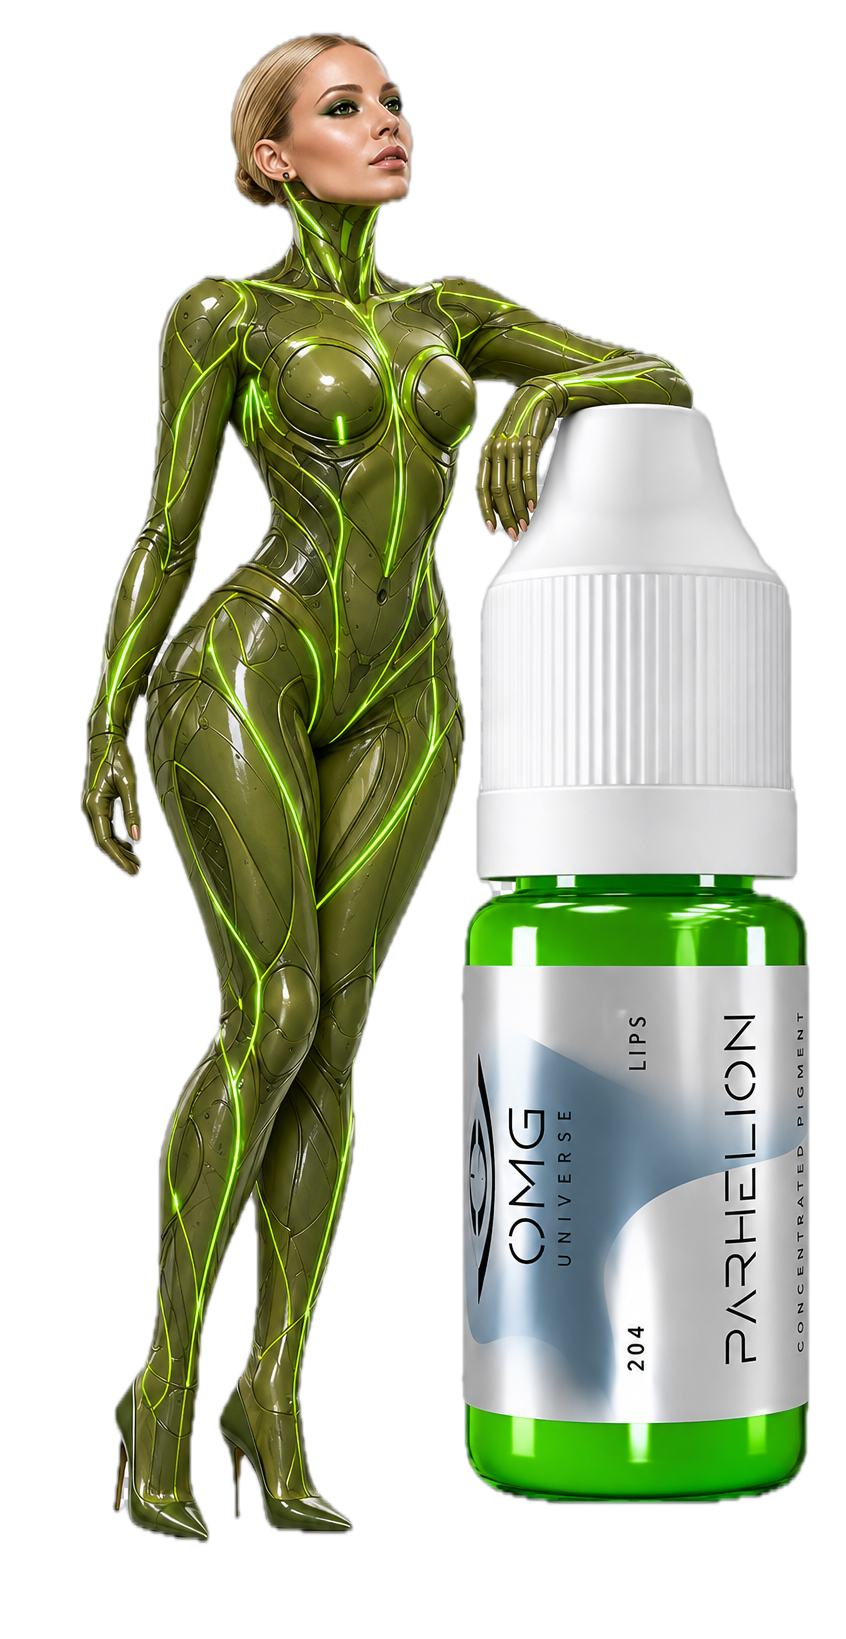 OMG
UNIVERSE
LIPS
204
PARHELION
CONCENTRATED PIGMENT